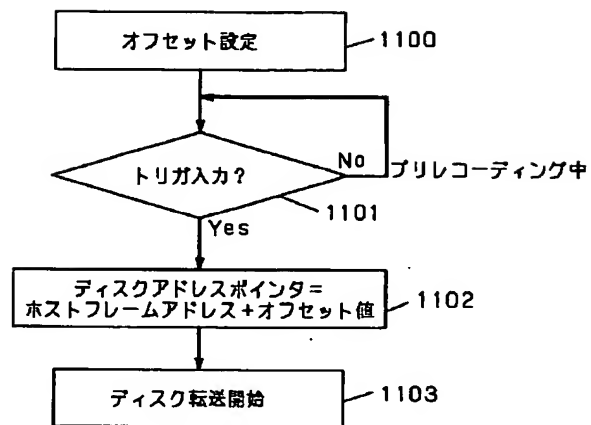 オフセット設定
1100
トリガ入力?
No
プリレコーディング中
1101
Yes
ディスクアドレスポインタ=
ホストフレームアドレス+オフセット値
1102
ディスク転送開始
1103